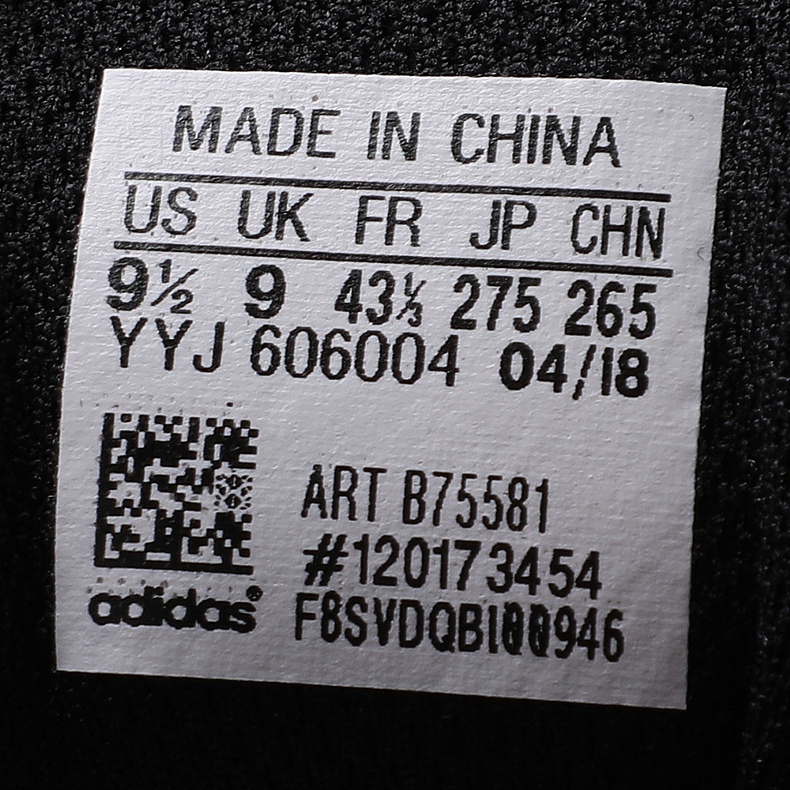 MADE IN CHINA
US UK FR JP CHN
9½ 9 43⅓ 275 265
YYJ 606004 04/18
ART B75581
#120173454
adidas®
F8SVDQBI00946